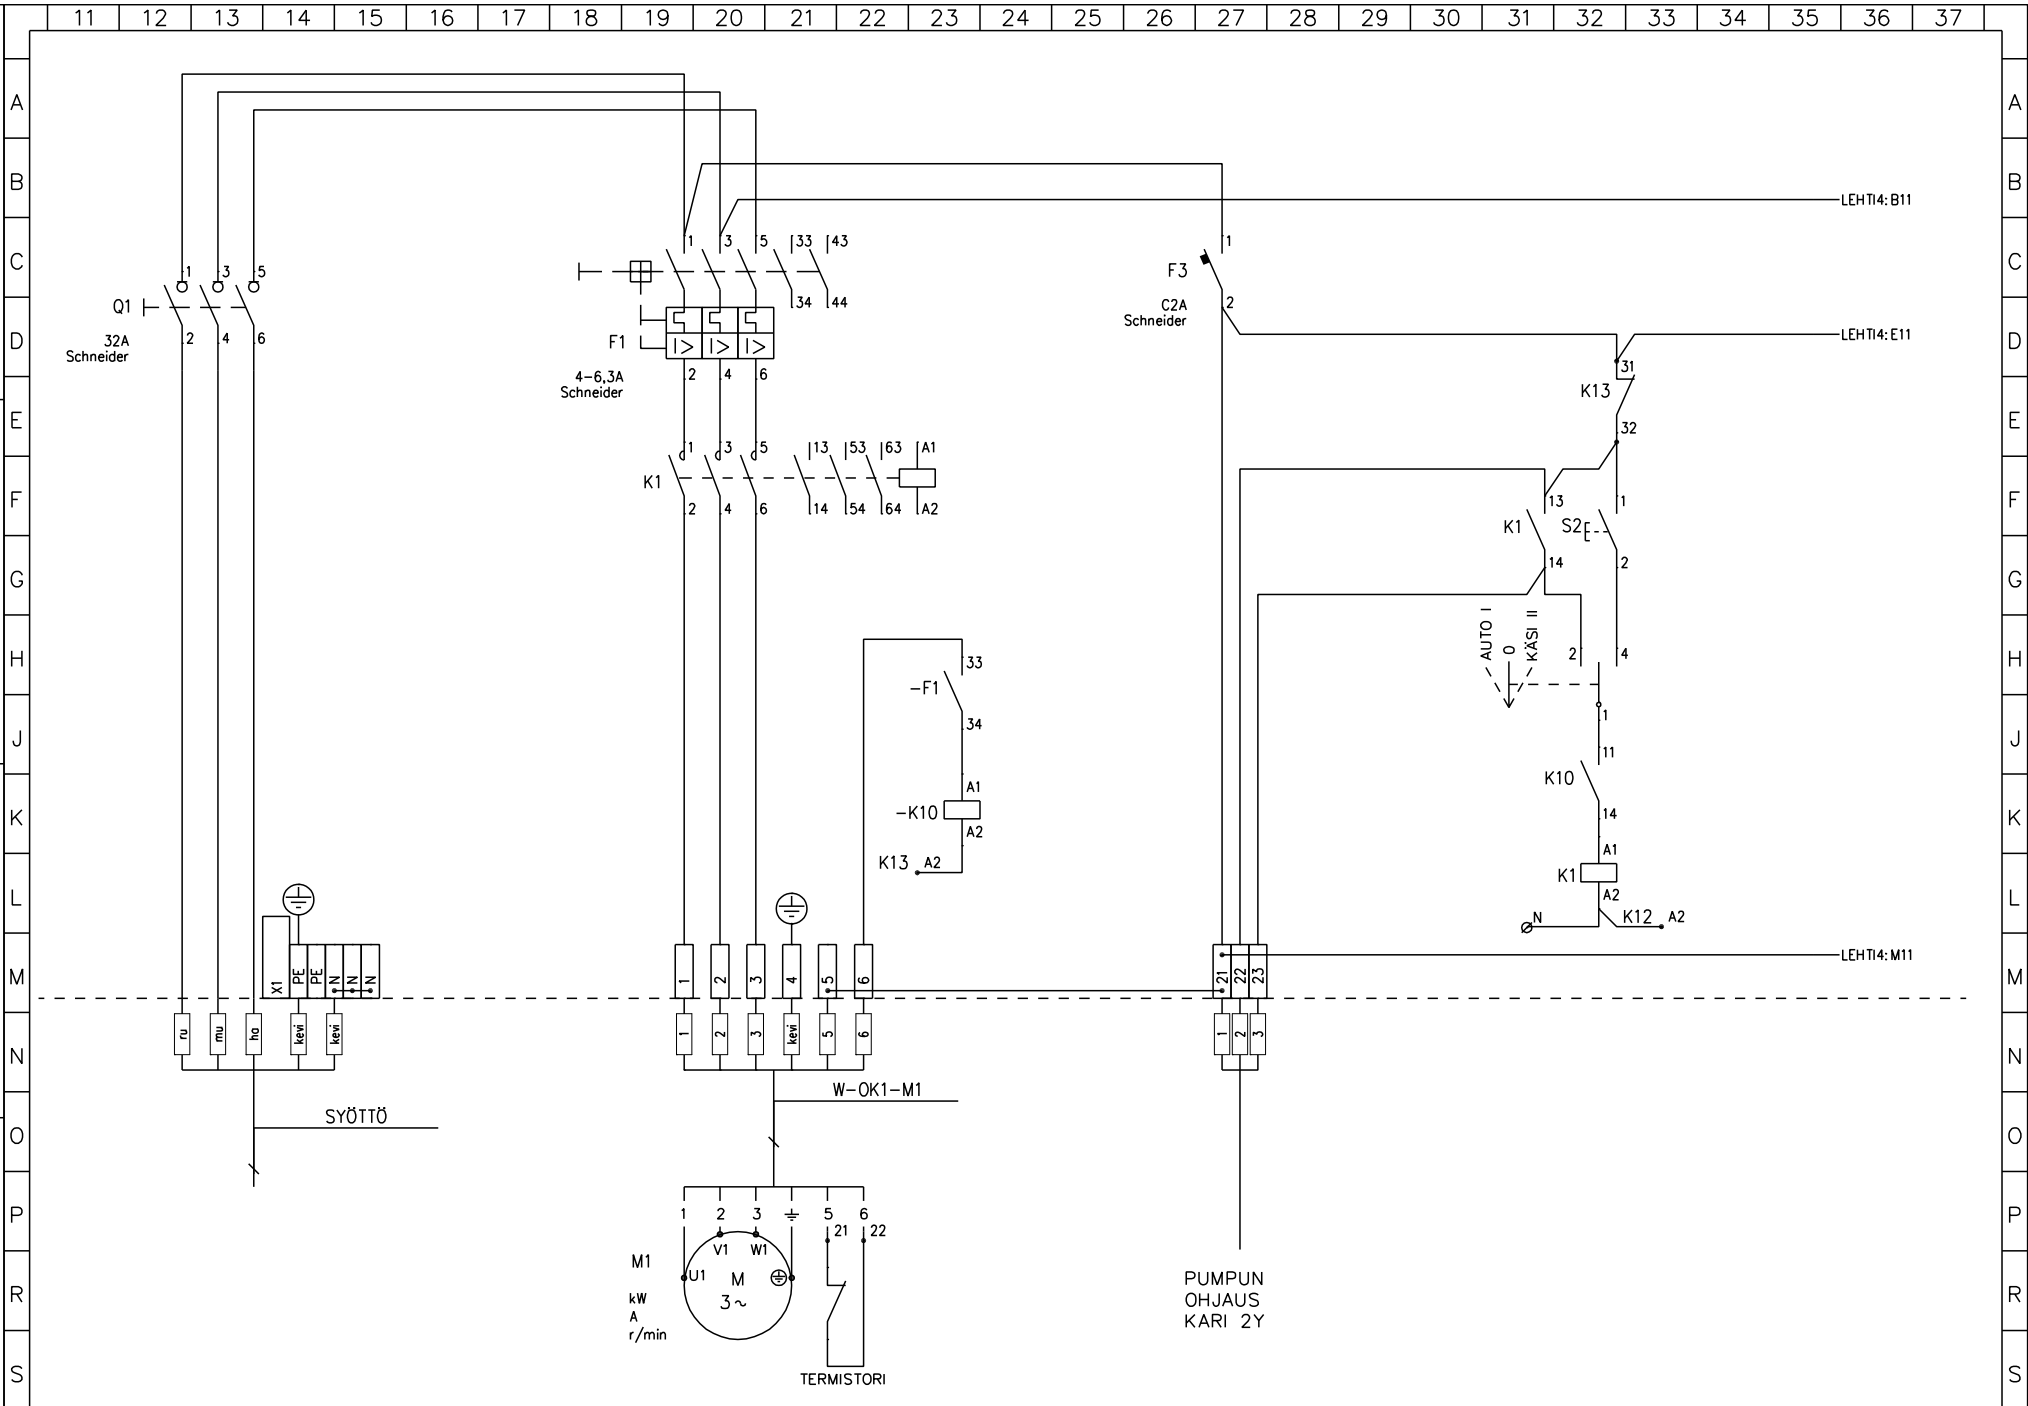 11 12 13 14 15 16 17 18 19 20 21 22 23 24 25 26 27 28 29 30 31 32 33 34 35 36 37
A A
B B
LEHTI4:B11
1 3 5 33 43 1
C C
F3
1 3 5
Q1
34 44 2
C2A
Schneider
2 4 6
32A
Schneider
D D
F1
I> I> I>
LEHTI4:E11
31
2 4 6
4-6,3A
Schneider
K13
E E
32
1 3 5 13 53 63 A1
K1
F F
2 4 6 14 54 64 A2
13 1
K1 S2
14 2
G G
AUTO I
0
KÄSI II
2 4
H H
33
-F1
34
1
J J
11
K10
A1
-K10
A2
K K
14
A1
K13 A2
K1
A2
L L
N K12 A2
LEHTI4:M11
M M
X1 PE PE N N N
1 2 3 4 5 6
21 22 23
N N
ru mu ha kevi kevi
1 2 3 kevi 5 6
1 2 3
W-OK1-M1
SYÖTTÖ
O O
P P
1 2 3 5 6
21 22
V1 W1
M1
U1 M
3~
kW
A
r/min
R R
PUMPUN
OHJAUS
KARI 2Y
TERMISTORI
S S